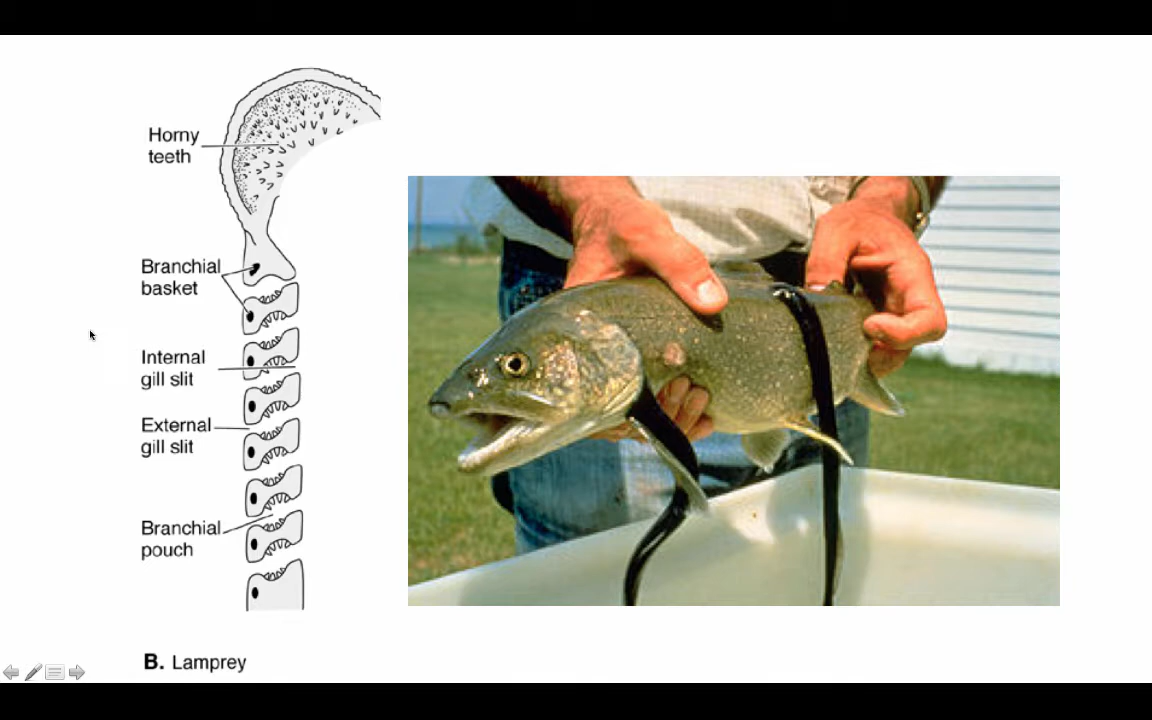 Horny
teeth
Branchial
basket
Internal
gill slit
External
gill slit
Branchial
pouch
B. Lamprey